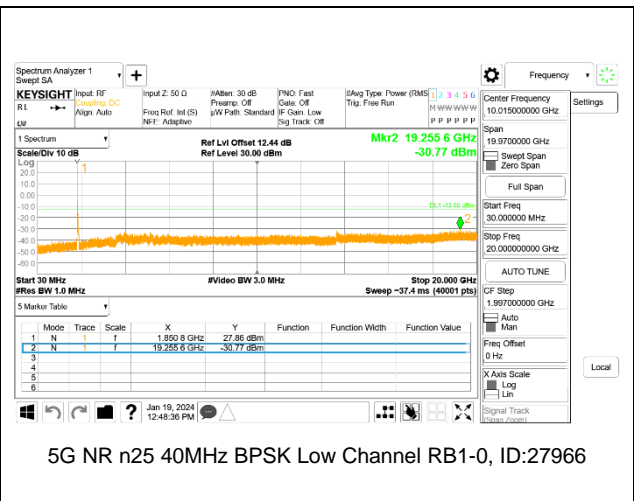 Spectrum Analyzer 1
Swept SA
+
Frequency
KEYSIGHT
RL
Input: RF
Coupling: DC
Align: Auto
Input Z: 50 Ω
Freq Ref: Int (S)
NFE: Adaptive
#Atten: 30 dB
Preamp: Off
µW Path: Standard
PNO: Fast
Gate: Off
IF Gain: Low
Sig Track: Off
#Avg Type: Power (RMS
Trig: Free Run
1 2 3 4 5 6
M W W W W W
P P P P P P
Settings
1 Spectrum
Scale/Div 10 dB
Log
Ref Lvl Offset 12.44 dB
Ref Level 30.00 dBm
Mkr2 19.255 6 GHz
-30.77 dBm
20.0
10.0
0.00
-10.0
-20.0
-30.0
-40.0
-50.0
-60.0
1
DL1 -13.00 dBm
2
Start 30 MHz
#Res BW 1.0 MHz
#Video BW 3.0 MHz
Stop 20.000 GHz
Sweep ~37.4 ms (40001 pts)
5 Marker Table
Mode Trace Scale X Y Function Function Width Function Value
1 N 1 f 1.850 8 GHz 27.86 dBm
2 N 1 f 19.255 6 GHz -30.77 dBm
3
4
5
6
Center Frequency
10.015000000 GHz
Span
19.9700000 GHz
Swept Span
Zero Span
Full Span
Start Freq
30.000000 MHz
Stop Freq
20.000000000 GHz
AUTO TUNE
CF Step
1.997000000 GHz
Auto
Man
Freq Offset
0 Hz
X Axis Scale
Log
Lin
Signal Track
(Span Zoom)
Local
?
Jan 19, 2024
12:48:36 PM
5G NR n25 40MHz BPSK Low Channel RB1-0, ID:27966